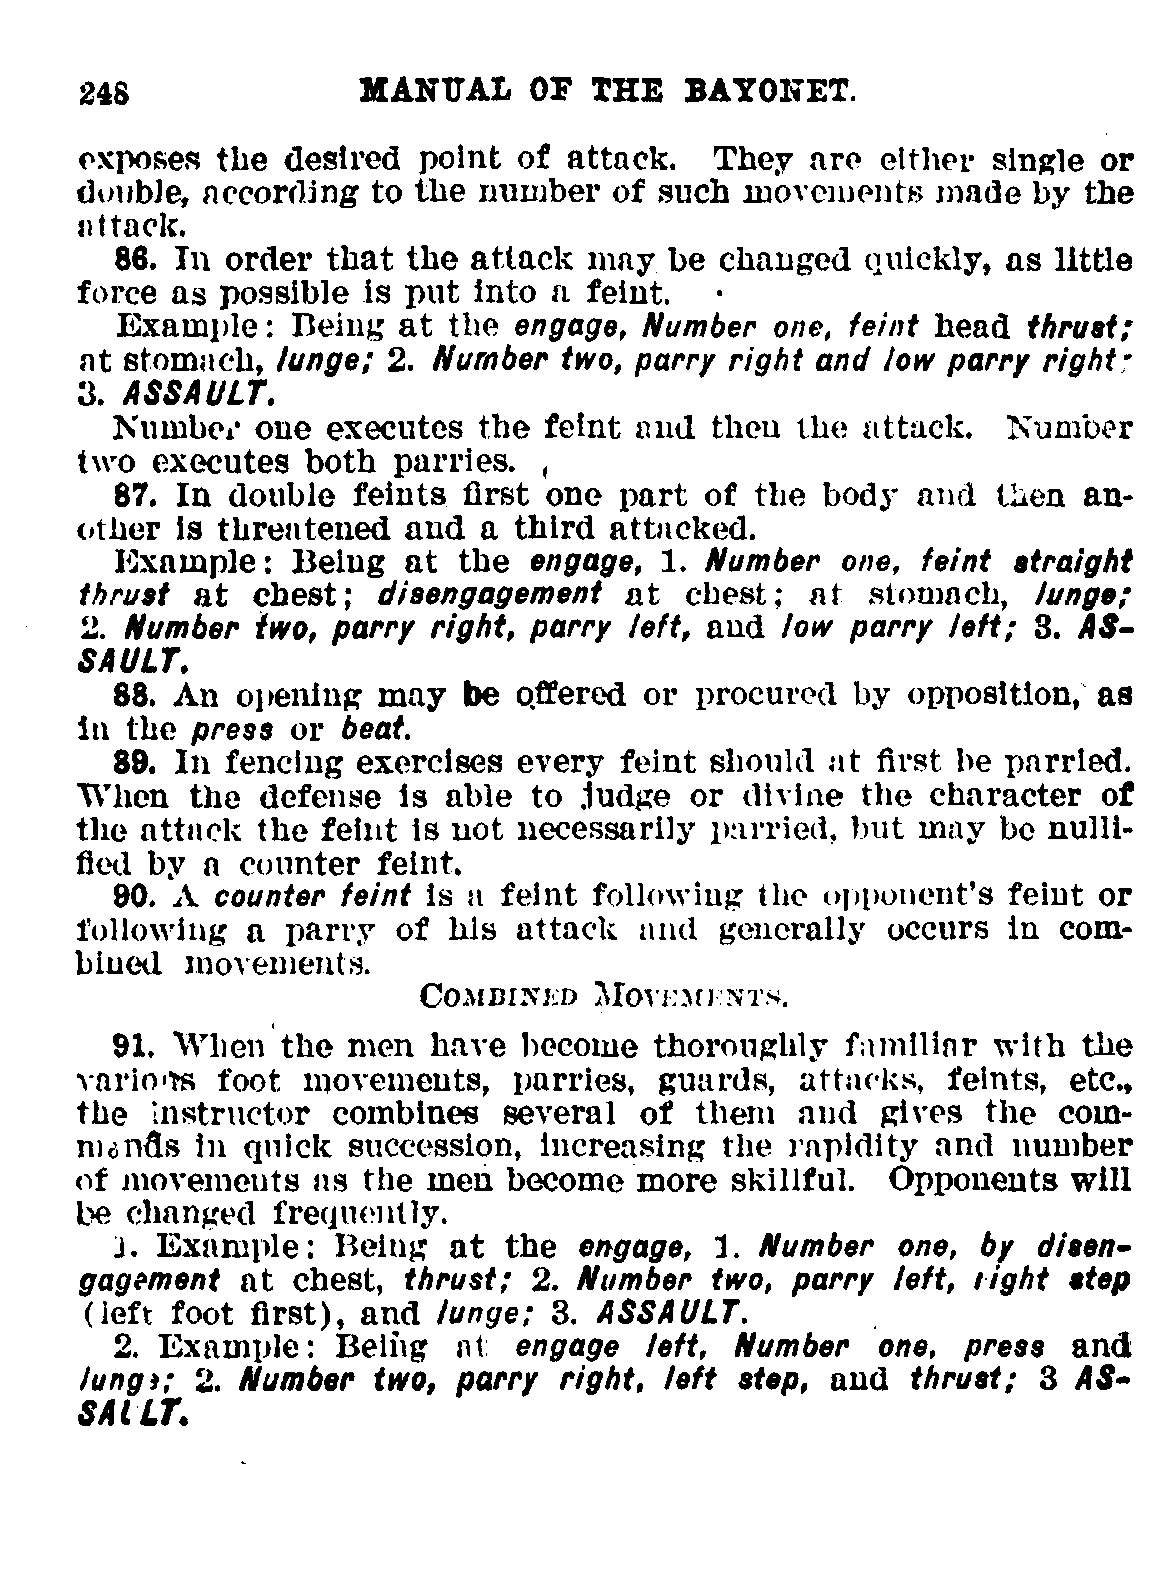 248 MANUAL OF THE BAYONET.
exposes the desired point of attack. They are either single or
double, according to the number of such movements made by the
attack.
86. In order that the attack may be changed quickly, as little
force as possible is put into a feint.
Example: Being at the engage, Number one, feint head thrust;
at stomach, lunge; 2. Number two, parry right and low parry right;
3. ASSAULT.
Number one executes the feint and then the attack. Number
two executes both parries.
87. In double feints first one part of the body and then an-
other is threatened and a third attacked.
Example: Being at the engage, 1. Number one, feint straight
thrust at chest; disengagement at chest; at stomach, lunge;
2. Number two, parry right, parry left, and low parry left; 3. AS-
SAULT.
88. An opening may be offered or procured by opposition, as
in the press or beat.
89. In fencing exercises every feint should at first be parried.
When the defense is able to judge or divine the character of
the attack the feint is not necessarily parried, but may be nulli-
fied by a counter feint.
90. A counter feint is a feint following the opponent's feint or
following a parry of his attack and generally occurs in com-
bined movements.
COMBINED MOVEMENTS.
91. When the men have become thoroughly familiar with the
various foot movements, parries, guards, attacks, feints, etc.,
the instructor combines several of them and gives the com-
mands in quick succession, increasing the rapidity and number
of movements as the men become more skillful. Opponents will
be changed frequently.
1. Example: Being at the engage, 1. Number one, by disen-
gagement at chest, thrust; 2. Number two, parry left, right step
(left foot first), and lunge; 3. ASSAULT.
2. Example: Being at engage left, Number one, press and
lunge; 2. Number two, parry right, left step, and thrust; 3 AS-
SAULT.